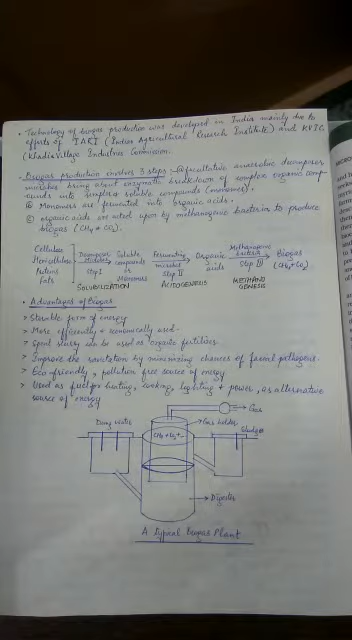 • Technology of biogas production was developed in India mainly due to
efforts of IARI (Indian Agricultural Research Institute) and KVIC
(Khadi & Village Industries Commission.
• Biogas production involves 3 steps :- @ facultative anaerobic decomposer
microbes bring about enzymatic breakdown of complex organic comp-
ounds into simplest soluble compounds (monomers).
ⓑ Monomers are fermented into organic acids.
ⓒ organic acids are acted upon by methanogenic bacteria to produce
biogas (CH4 + CO2).
Cellulose Decomposer Soluble Fermenting Organic Methanogenic Biogas
Hemicellulose Microbes compounds microbes acids bacteria (CH4+CO2)
Proteins Step I or Step II Step III
Fats Monomers
SOLUBILIZATION ACITOGENESIS METHANO
GENESIS
• Advantages of Biogas
> Storable form of energy
> More efficiently & economically used.
> Spent slurry can be used as organic fertilizer.
> Improve the sanitation by minimizing chances of faecal pathogens.
> Eco-friendly, pollution free source of energy
> Used as fuel for heating, cooking, lighting & power, as alternative
source of energy
Gas
Dung water Gas holder Sludge
CH4 + CO2 + -
Digester
A Typical Biogas Plant